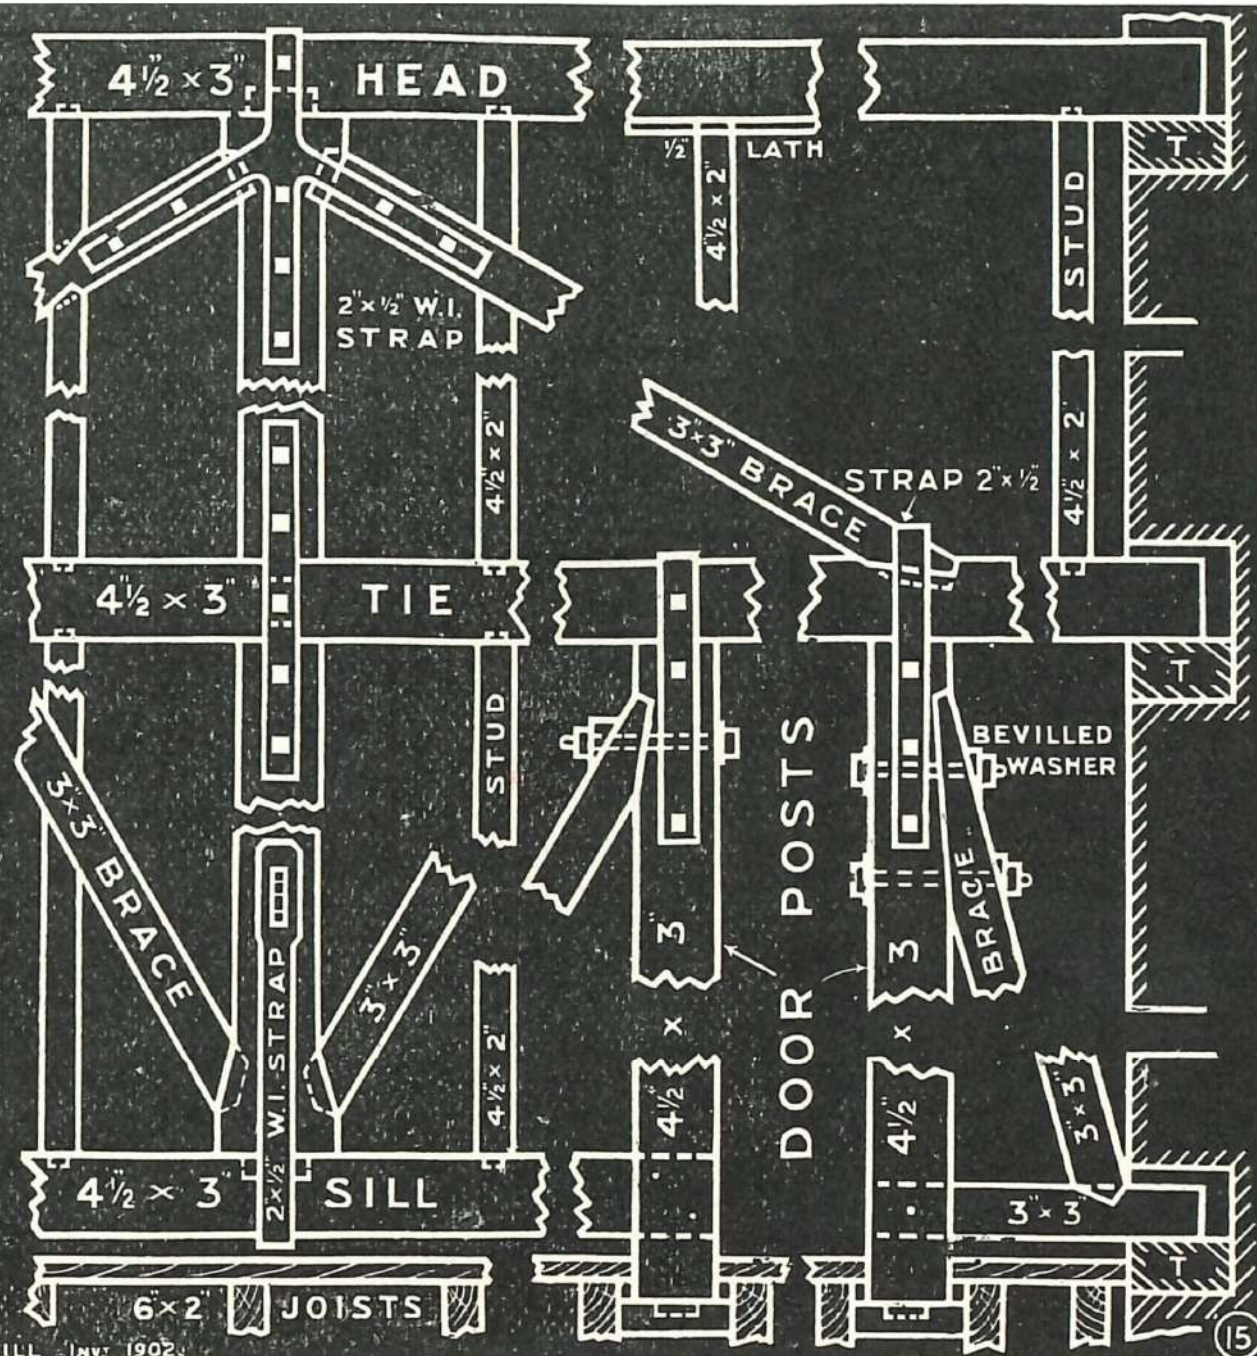 4½" × 3" HEAD
½" LATH
T
4½" × 2"
STUD
2" × ½" W.I.
STRAP
4½" × 2"
3" × 3" BRACE
STRAP 2" × ½"
4½" × 2"
4½" × 3" TIE
T
3" × 3" BRACE
STUD
BEVILLED
WASHER
DOOR POSTS
BRACE
2" × ½" W.I. STRAP
3" × 3"
4½" × 2"
4½" × 3"
4½" × 3
3" × 3"
4½" × 3" SILL
3" × 3"
T
6" × 2" JOISTS
15
ILL INVT 1902.